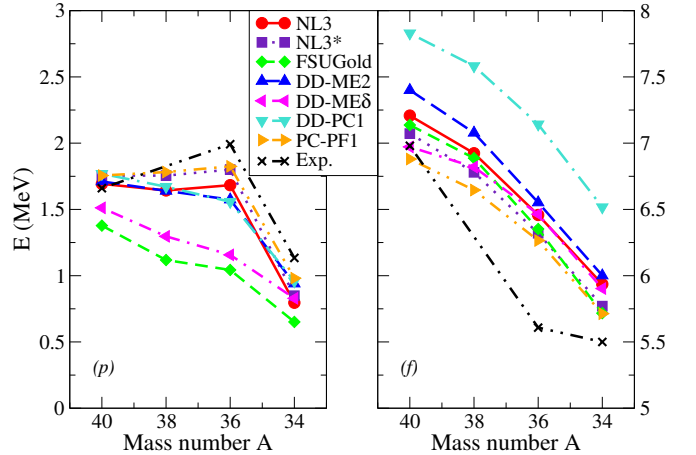 E (MeV)
3
2.5
2
1.5
1
0.5
0
40 38 36 34
Mass number A
(p)
NL3
NL3*
FSUGold
DD-ME2
DD-MEδ
DD-PC1
PC-PF1
Exp.
8
7.5
7
6.5
6
5.5
5
40 38 36 34
Mass number A
(f)